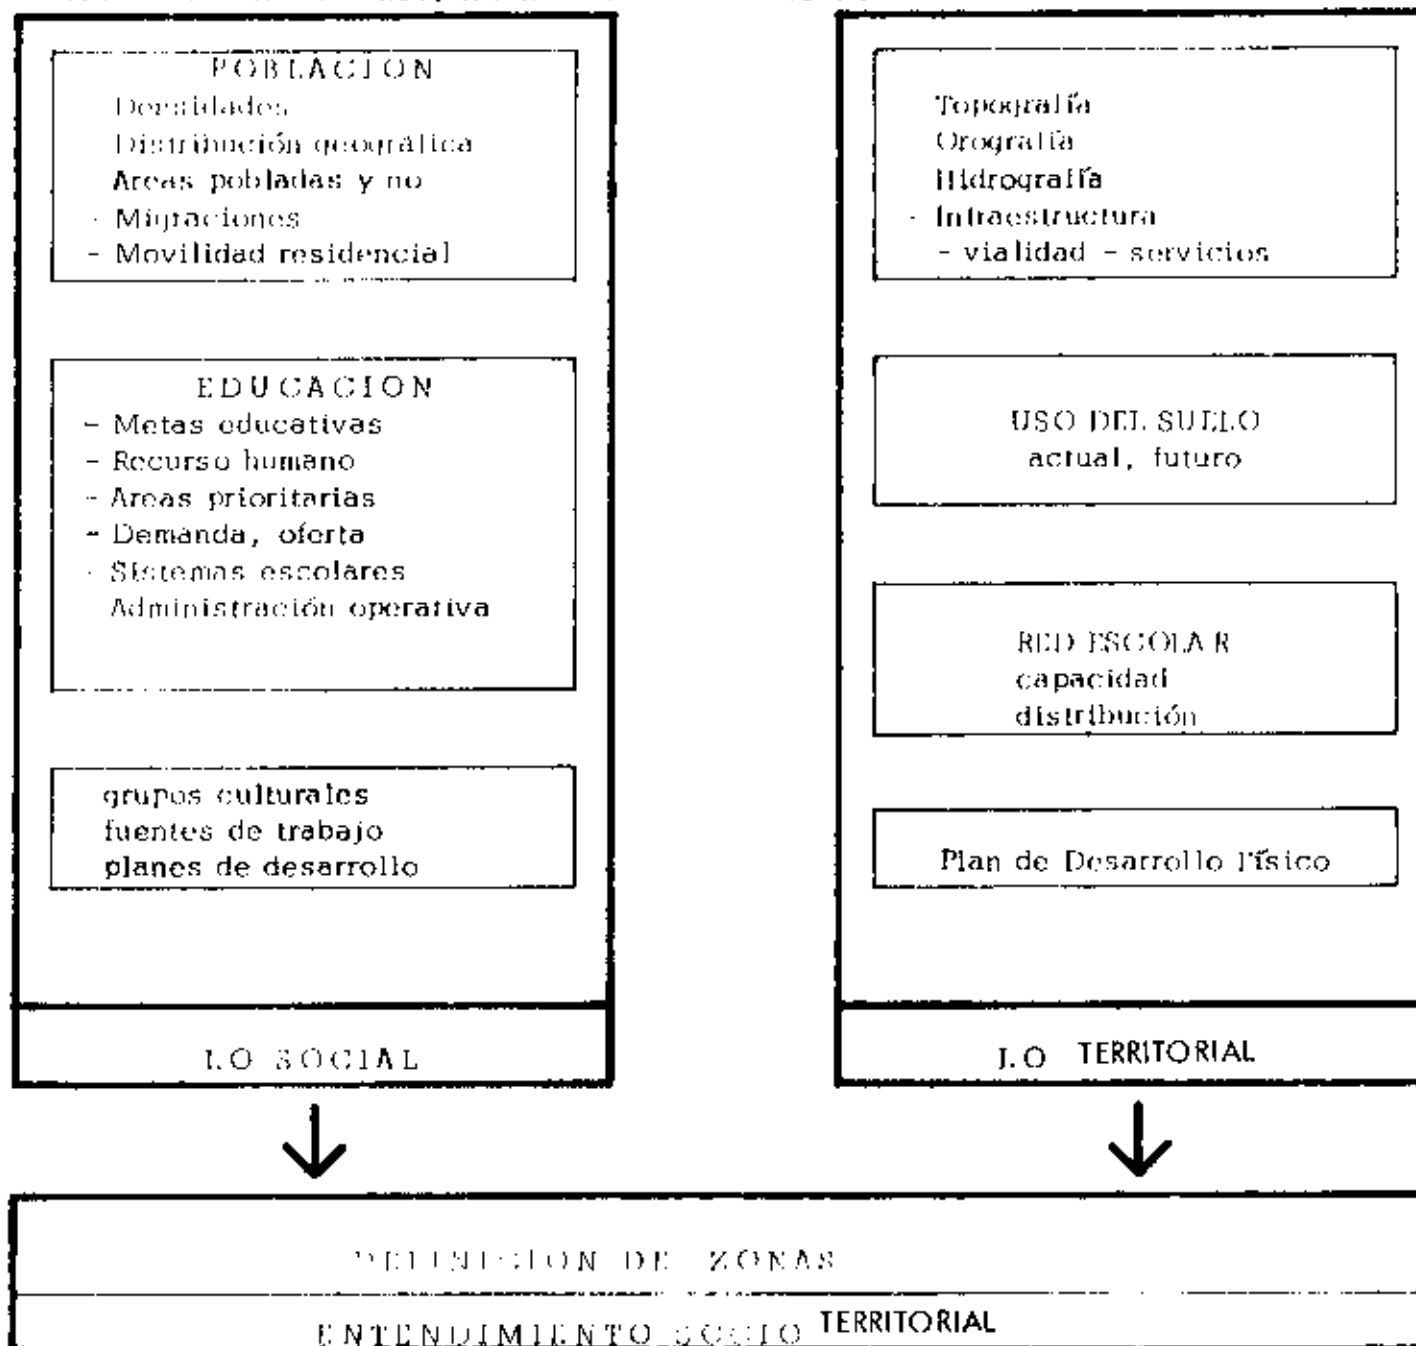 POBLACION
Densidades
Distribución geográfica
Areas pobladas y no
- Migraciones
- Movilidad residencial
EDUCACION
- Metas educativas
- Recurso humano
- Areas prioritarias
- Demanda, oferta
- Sistemas escolares
Administración operativa
grupos culturales
fuentes de trabajo
planes de desarrollo
LO SOCIAL
Topografía
Orografía
Hidrografía
- Infraestructura
- vialidad - servicios
USO DEL SUELO
actual, futuro
RED ESCOLAR
capacidad
distribución
Plan de Desarrollo Físico
LO TERRITORIAL
DEFINICION DE ZONAS
ENTENDIMIENTO SOCIO TERRITORIAL